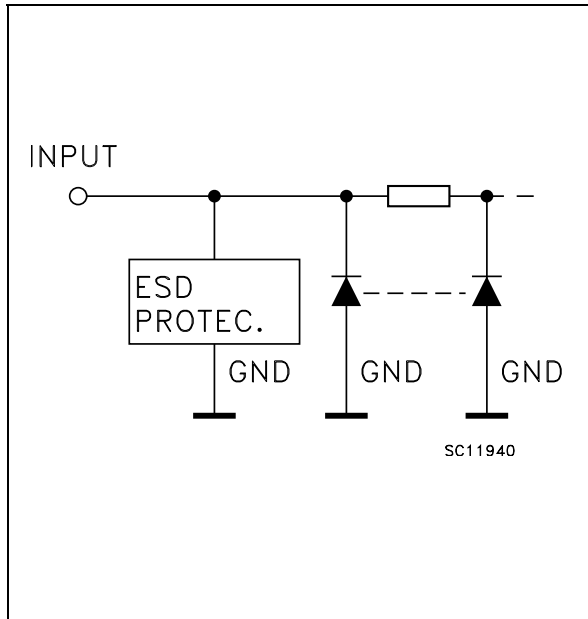 INPUT
ESD
PROTEC.
GND
GND
GND
SC11940